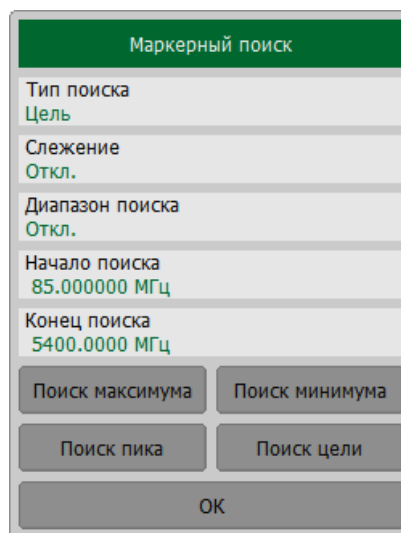 Маркерный поиск
Тип поиска
Цель
Слежение
Откл.
Диапазон поиска
Откл.
Начало поиска
85.000000 МГц
Конец поиска
5400.0000 МГц
Поиск максимума Поиск минимума
Поиск пика Поиск цели
ОК